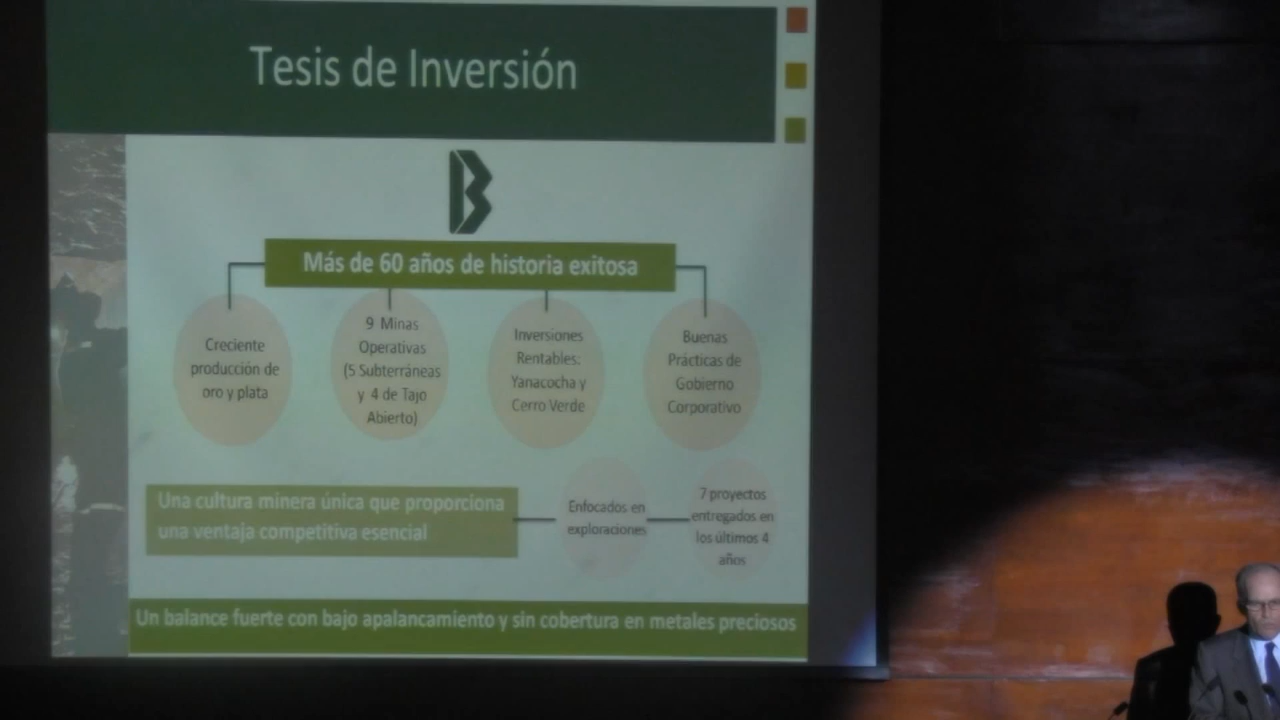 Tesis de Inversión
B
Más de 60 años de historia exitosa
Creciente
producción de
oro y plata
9 Minas
Operativas
(5 Subterráneas
y 4 de Tajo
Abierto)
Inversiones
Rentables:
Yanacocha y
Cerro Verde
Buenas
Prácticas de
Gobierno
Corporativo
Una cultura minera única que proporciona
una ventaja competitiva esencial
Enfocados en
exploraciones
7 proyectos
entregados en
los últimos 4
años
Un balance fuerte con bajo apalancamiento y sin cobertura en metales preciosos